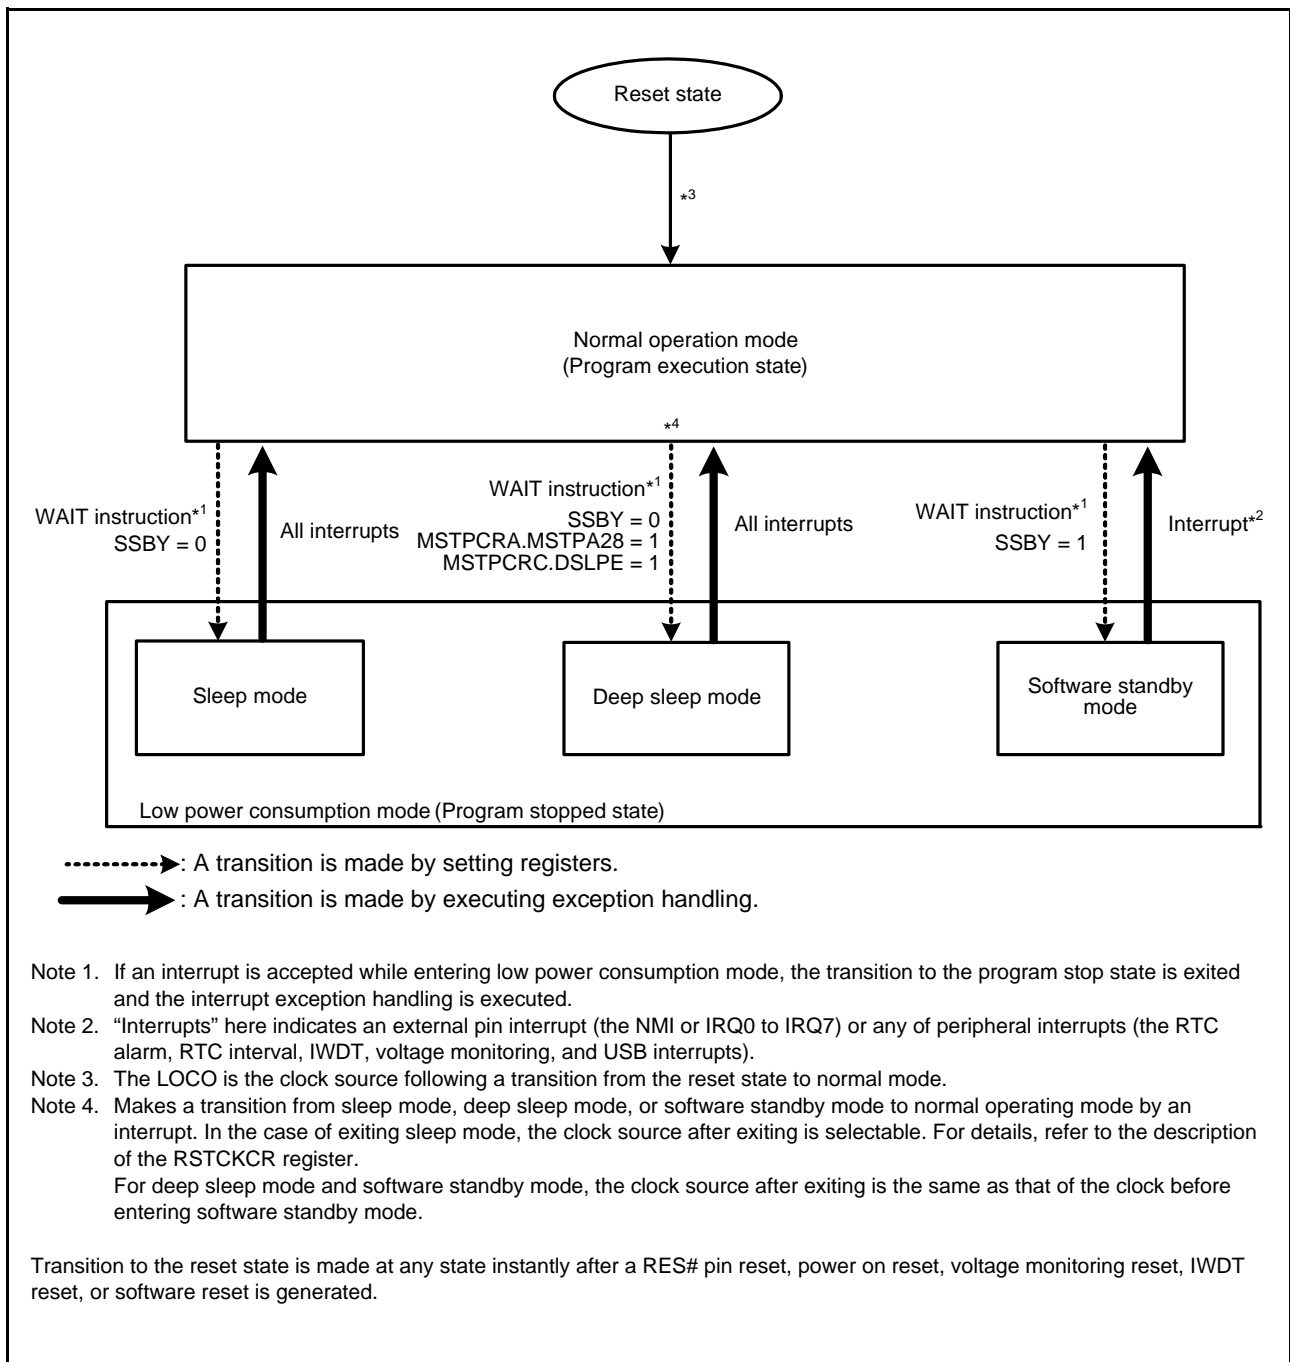 Reset state
*3
Normal operation mode
(Program execution state)
*4
WAIT instruction*1
SSBY = 0
All interrupts
WAIT instruction*1
SSBY = 0
MSTPCRA.MSTPA28 = 1
MSTPCRC.DSLPE = 1
All interrupts
WAIT instruction*1
SSBY = 1
Interrupt*2
Sleep mode
Deep sleep mode
Software standby
mode
Low power consumption mode (Program stopped state)
: A transition is made by setting registers.
: A transition is made by executing exception handling.
Note 1. If an interrupt is accepted while entering low power consumption mode, the transition to the program stop state is exited
and the interrupt exception handling is executed.
Note 2. “Interrupts” here indicates an external pin interrupt (the NMI or IRQ0 to IRQ7) or any of peripheral interrupts (the RTC
alarm, RTC interval, IWDT, voltage monitoring, and USB interrupts).
Note 3. The LOCO is the clock source following a transition from the reset state to normal mode.
Note 4. Makes a transition from sleep mode, deep sleep mode, or software standby mode to normal operating mode by an
interrupt. In the case of exiting sleep mode, the clock source after exiting is selectable. For details, refer to the description
of the RSTCKCR register.
For deep sleep mode and software standby mode, the clock source after exiting is the same as that of the clock before
entering software standby mode.
Transition to the reset state is made at any state instantly after a RES# pin reset, power on reset, voltage monitoring reset, IWDT
reset, or software reset is generated.